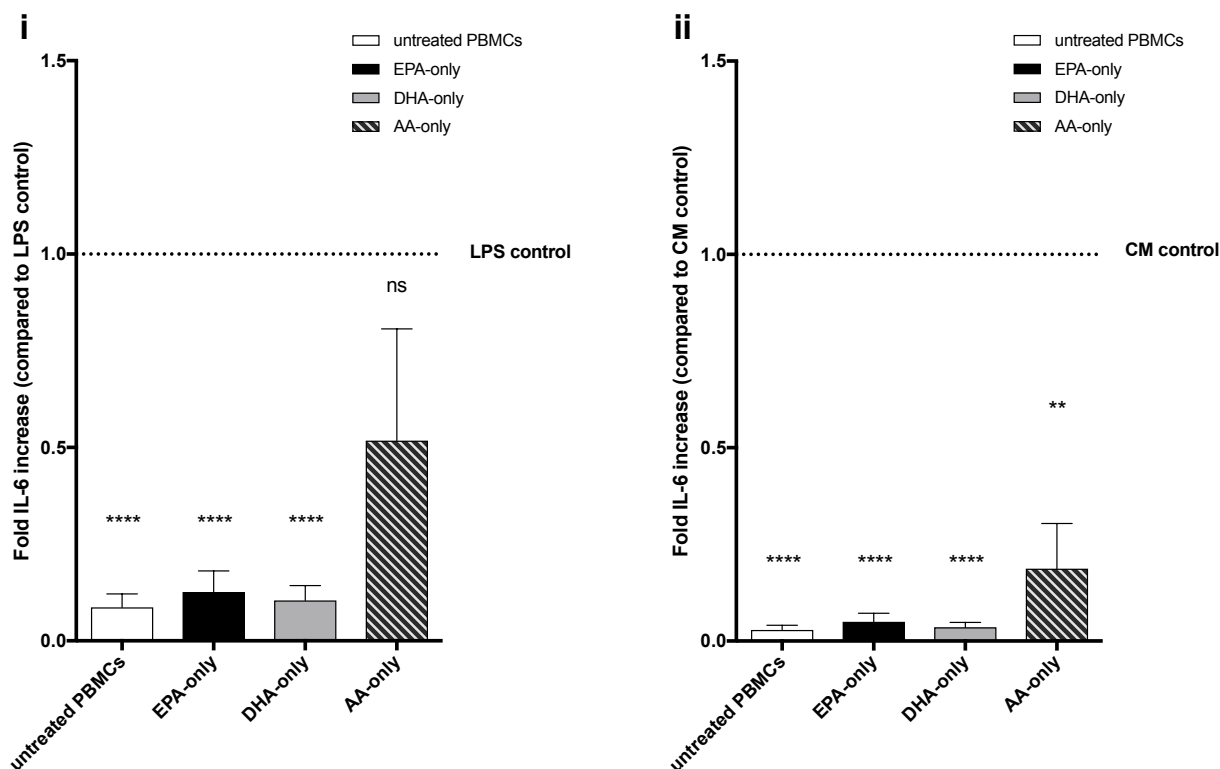 i
untreated PBMCs
EPA-only
DHA-only
AA-only
Fold IL-6 increase (compared to LPS control)
1.5
1.0
0.5
0.0
LPS control
ns
**** **** ****
untreated PBMCs
EPA-only
DHA-only
AA-only
ii
untreated PBMCs
EPA-only
DHA-only
AA-only
Fold IL-6 increase (compared to CM control)
1.5
1.0
0.5
0.0
CM control
**
**** **** ****
untreated PBMCs
EPA-only
DHA-only
AA-only